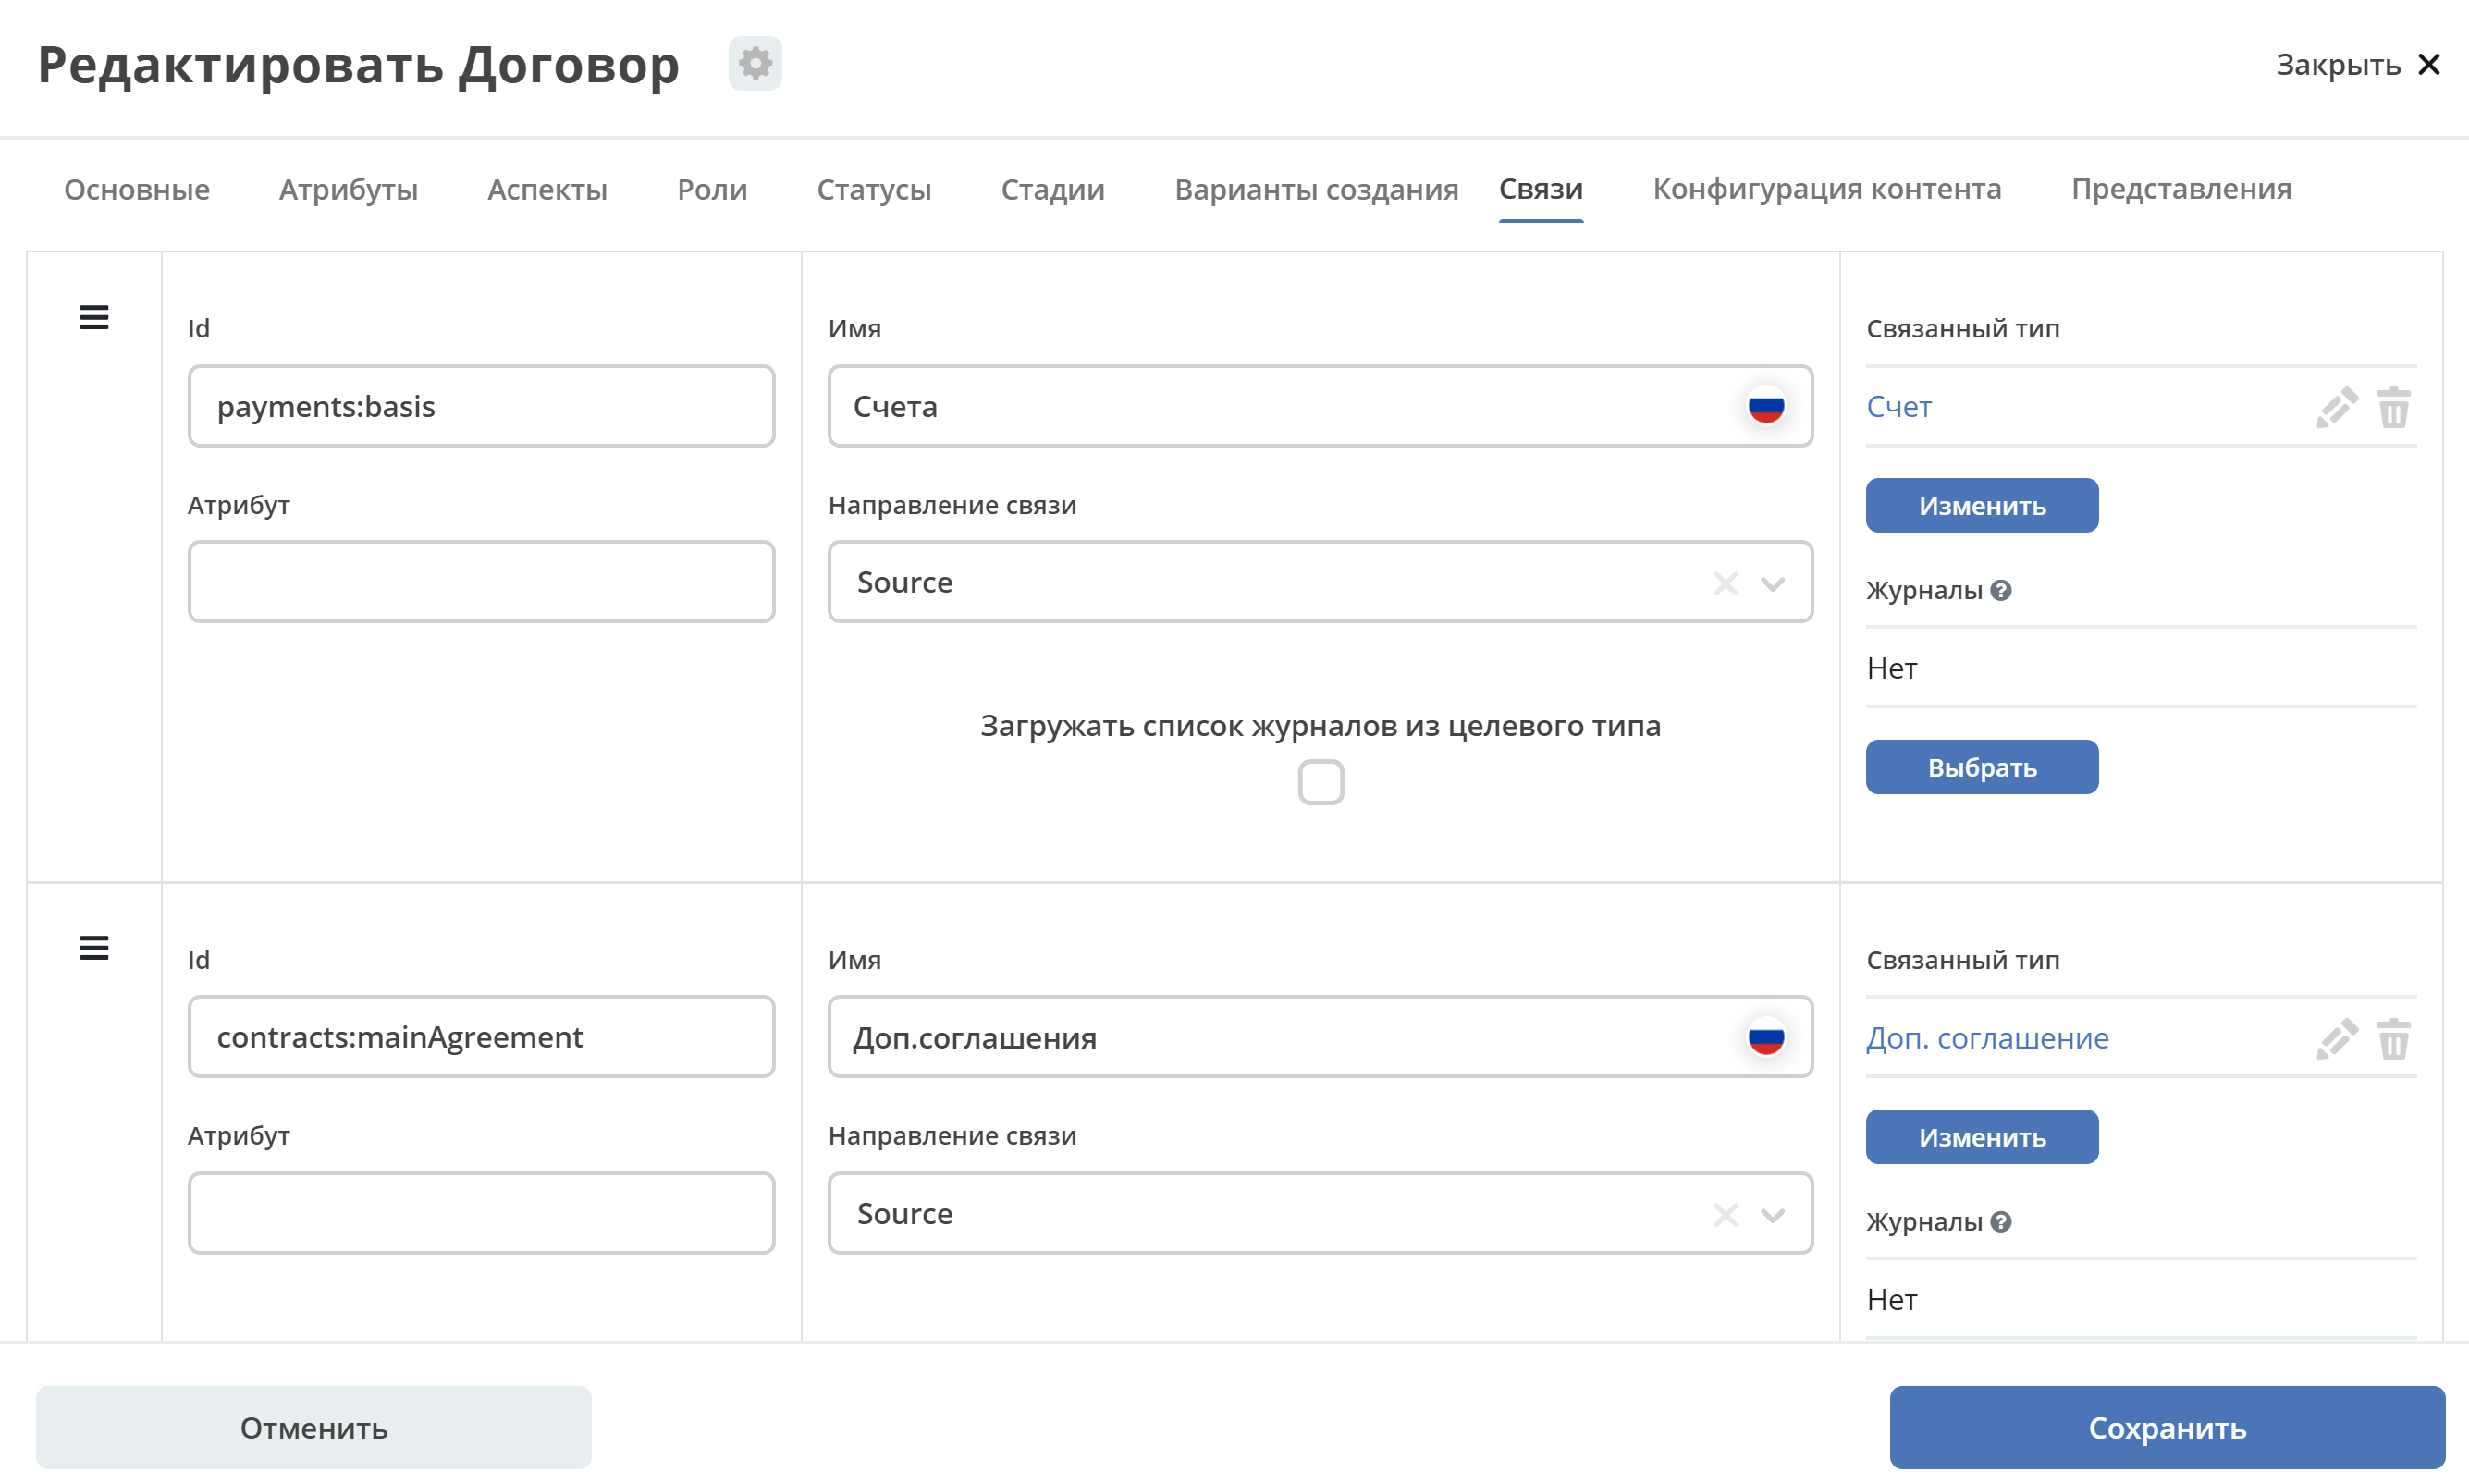 Редактировать Договор
Закрыть
Основные Атрибуты Аспекты Роли Статусы Стадии Варианты создания Связи Конфигурация контента Представления
Id
payments:basis
Атрибут
Имя
Счета
Направление связи
Source
Загружать список журналов из целевого типа
Связанный тип
Счет
Изменить
Журналы ?
Нет
Выбрать
Id
contracts:mainAgreement
Атрибут
Имя
Доп.соглашения
Направление связи
Source
Связанный тип
Доп. соглашение
Изменить
Журналы ?
Нет
Отменить
Сохранить